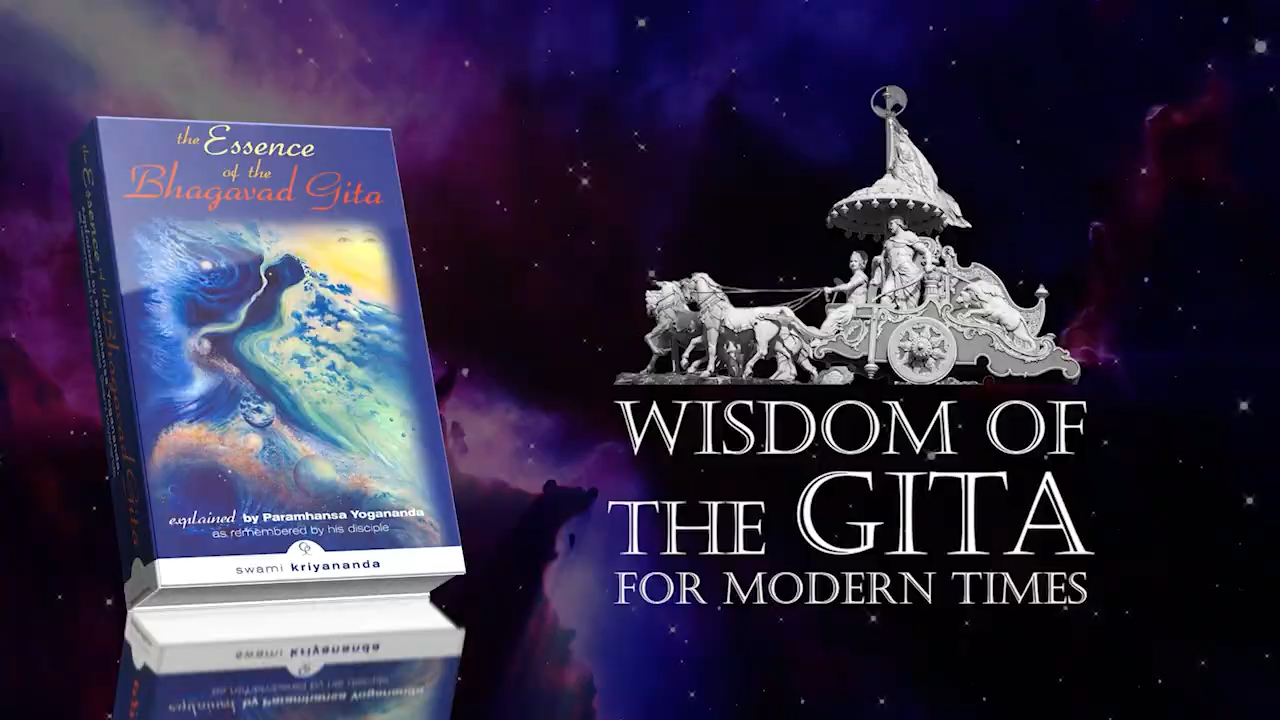 the Essence
of the
Bhagavad Gita
explained by Paramhansa Yogananda
as remembered by his disciple
swami kriyananda
WISDOM OF
THE GITA
FOR MODERN TIMES